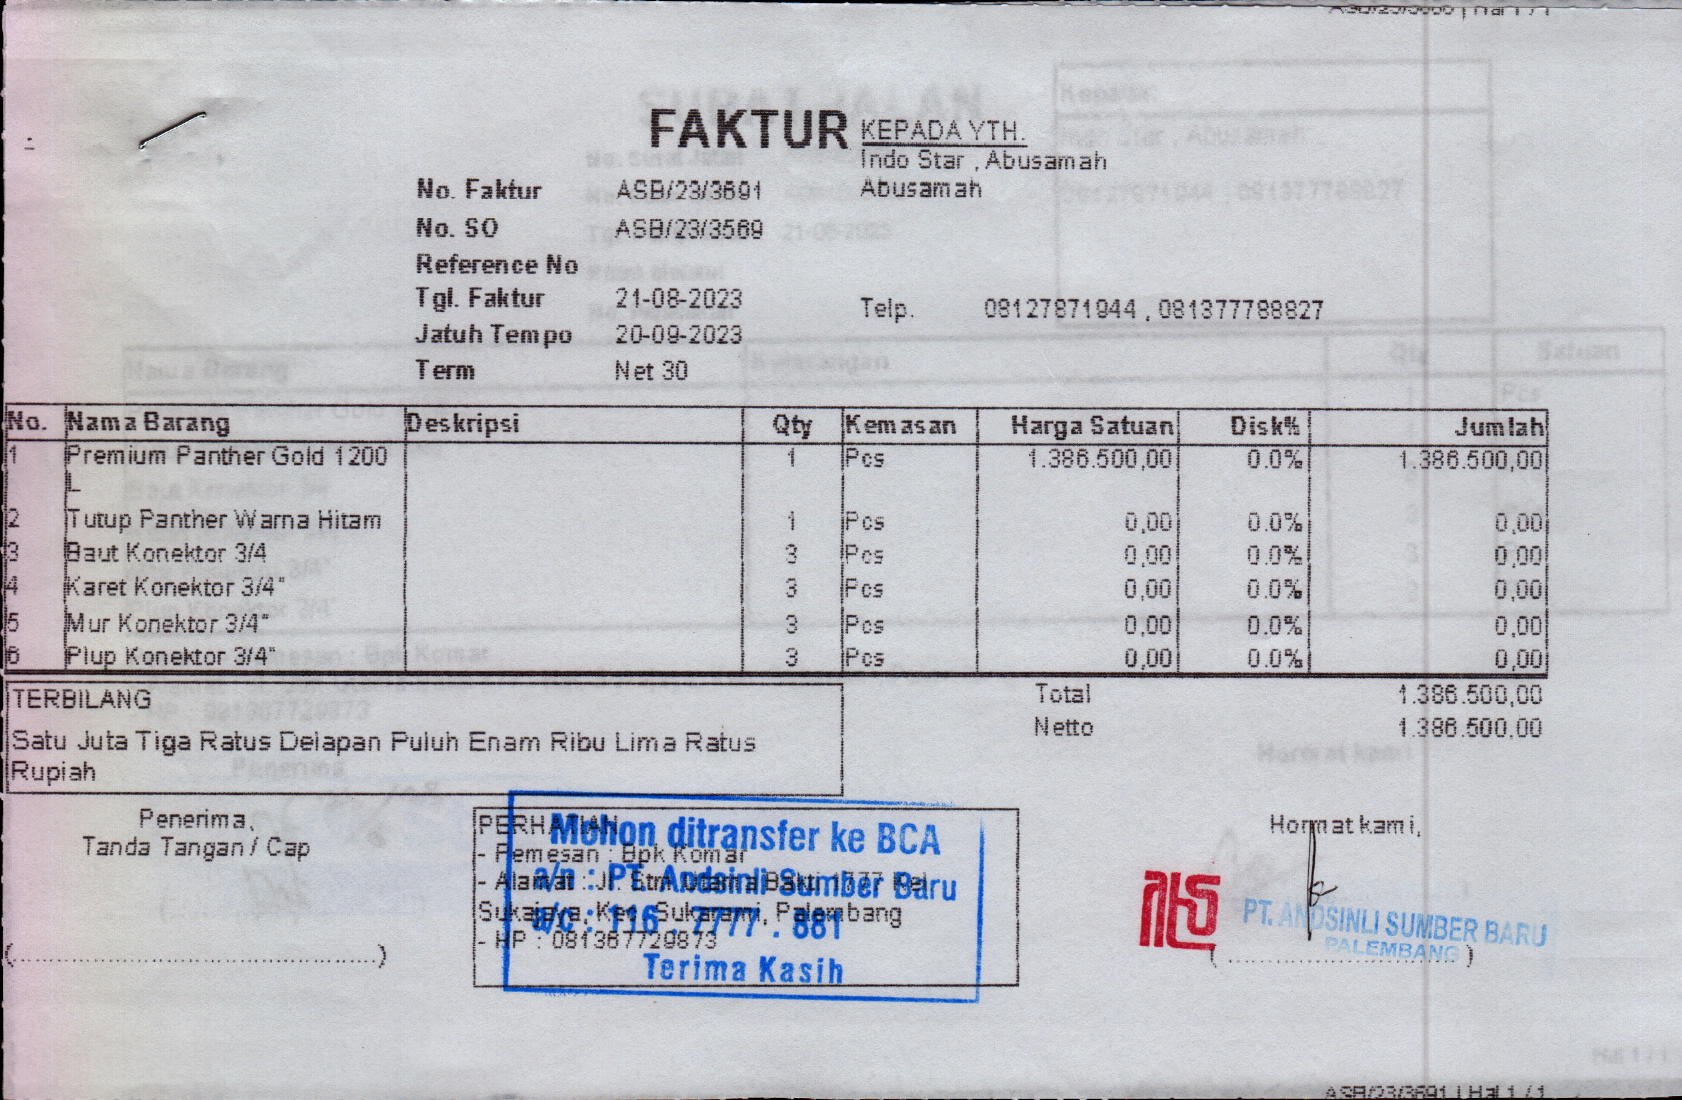 FAKTUR
KEPADA YTH.
Indo Star , Abusamah
Abusamah
No. Faktur ASB/23/3691
No. SO ASB/23/3569
Reference No
Tgl. Faktur 21-08-2023
Telp. 08127871944 , 081377788827
Jatuh Tempo 20-09-2023
Term Net 30
No. Nama Barang Deskripsi Qty Kemasan Harga Satuan Disk% Jumlah
1 Premium Panther Gold 1200 1 Pcs 1.386.500,00 0.0% 1.386.500,00
L
2 Tutup Panther Warna Hitam 1 Pcs 0,00 0.0% 0,00
3 Baut Konektor 3/4 3 Pcs 0,00 0.0% 0,00
4 Karet Konektor 3/4" 3 Pcs 0,00 0.0% 0,00
5 Mur Konektor 3/4" 3 Pcs 0,00 0.0% 0,00
6 Plup Konektor 3/4" 3 Pcs 0,00 0.0% 0,00
TERBILANG
Satu Juta Tiga Ratus Delapan Puluh Enam Ribu Lima Ratus
Rupiah
Total 1.386.500,00
Netto 1.386.500,00
Penerima,
Tanda Tangan / Cap
(............................................)
PERHATIAN
- Pemesan : Bpk Komar
- Alamat : Jl. Bakti 1777 Kel
Sukajaya, Kec. Sukarami, Palembang
- HP : 081367729873
Mohon ditransfer ke BCA
a/n : PT. Andsinli Sumber Baru
a/c : 116 . 7777 . 881
Terima Kasih
Hormat kami,
PT. ANDSINLI SUMBER BARU
PALEMBANG
(............................)
ASB/23/3691 | Hal 1 / 1